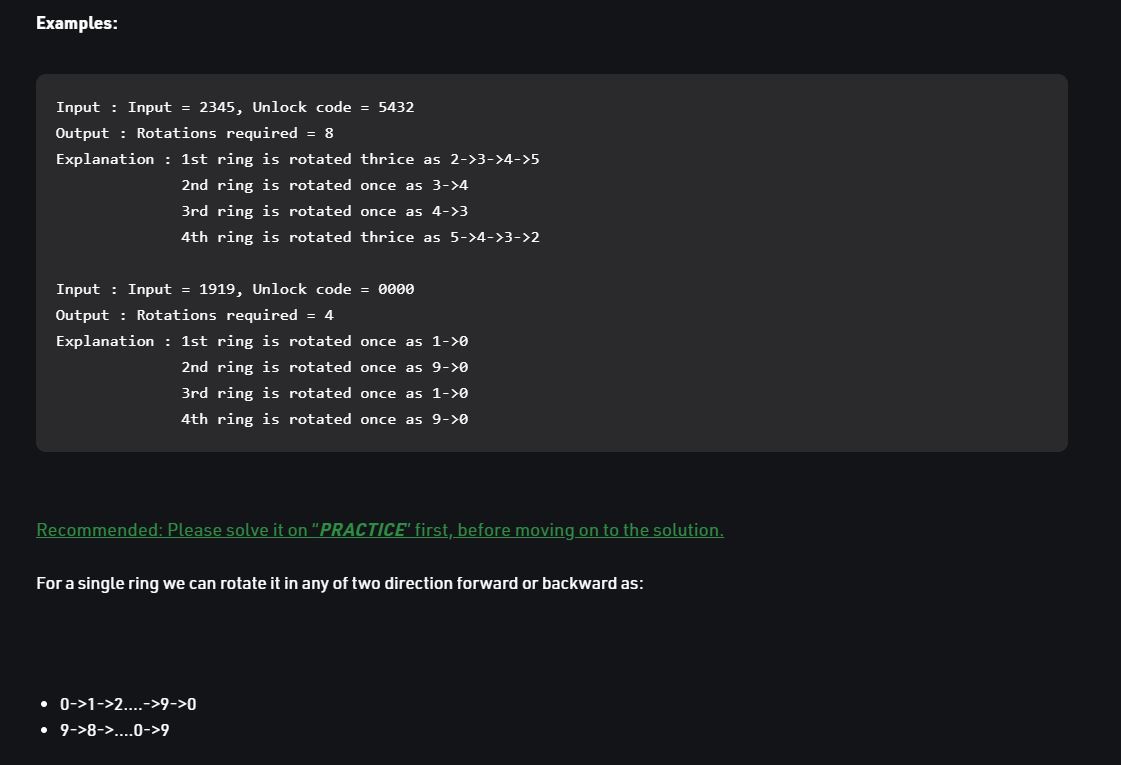 Examples:
Input : Input = 2345, Unlock code = 5432
Output : Rotations required = 8
Explanation : 1st ring is rotated thrice as 2->3->4->5
2nd ring is rotated once as 3->4
3rd ring is rotated once as 4->3
4th ring is rotated thrice as 5->4->3->2
Input : Input = 1919, Unlock code = 0000
Output : Rotations required = 4
Explanation : 1st ring is rotated once as 1->0
2nd ring is rotated once as 9->0
3rd ring is rotated once as 1->0
4th ring is rotated once as 9->0
Recommended: Please solve it on "PRACTICE" first, before moving on to the solution.
For a single ring we can rotate it in any of two direction forward or backward as:
• 0->1->2....->9->0
• 9->8->....0->9